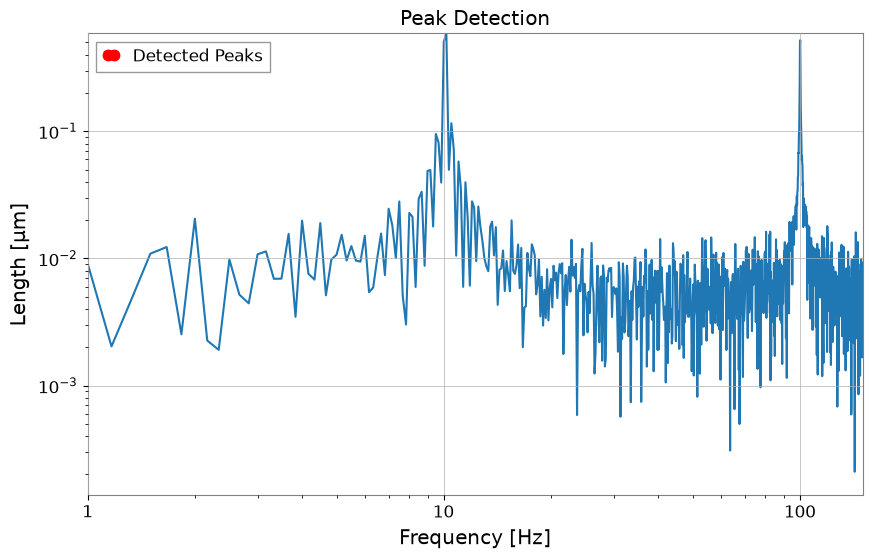 Peak Detection
Detected Peaks
10⁻¹
10⁻²
10⁻³
Length [µm]
1
10
100
Frequency [Hz]